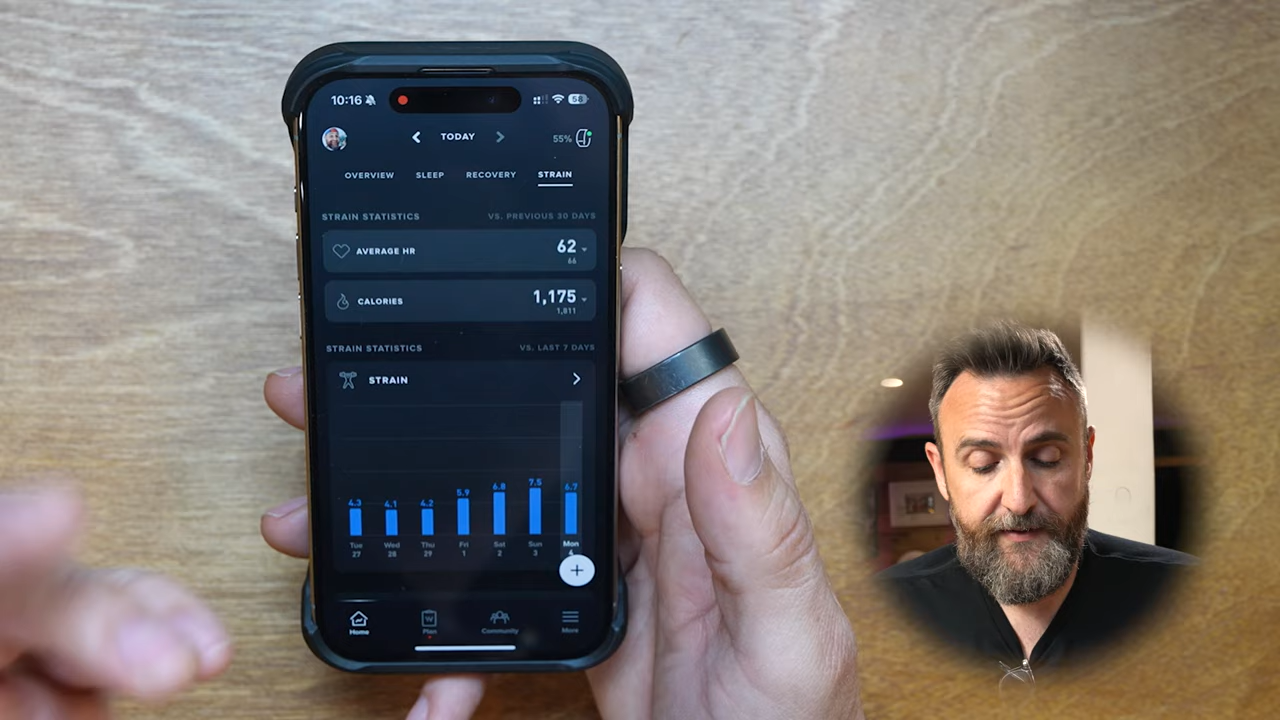 10:16 58
TODAY 55%
OVERVIEW SLEEP RECOVERY STRAIN
STRAIN STATISTICS VS. PREVIOUS 30 DAYS
AVERAGE HR 62
66
CALORIES 1,175
1,811
STRAIN STATISTICS VS. LAST 7 DAYS
STRAIN
4.3 4.1 4.2 5.9 6.8 7.5 6.7
Tue Wed Thu Fri Sat Sun Mon
27 28 29 1 2 3 4
Home Plan Community More